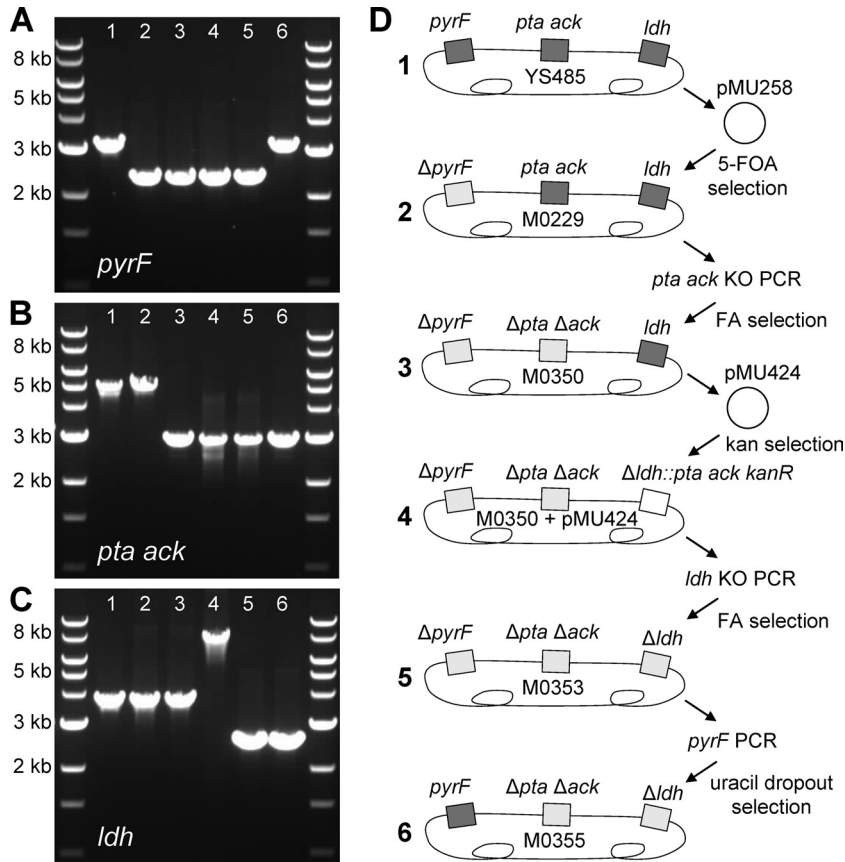 A
1 2 3 4 5 6
8 kb
5 kb
3 kb
2 kb
pyrF
B
1 2 3 4 5 6
8 kb
5 kb
3 kb
2 kb
pta ack
C
1 2 3 4 5 6
8 kb
5 kb
3 kb
2 kb
ldh
D
pyrF pta ack ldh
1
YS485
pMU258
5-FOA
selection
ΔpyrF pta ack ldh
2
M0229
pta ack KO PCR
FA selection
ΔpyrF Δpta Δack ldh
3
M0350
pMU424
kan selection
ΔpyrF Δpta Δack Δldh::pta ack kanR
4
M0350 + pMU424
ldh KO PCR
FA selection
ΔpyrF Δpta Δack Δldh
5
M0353
pyrF PCR
uracil dropout
selection
pyrF Δpta Δack Δldh
6
M0355